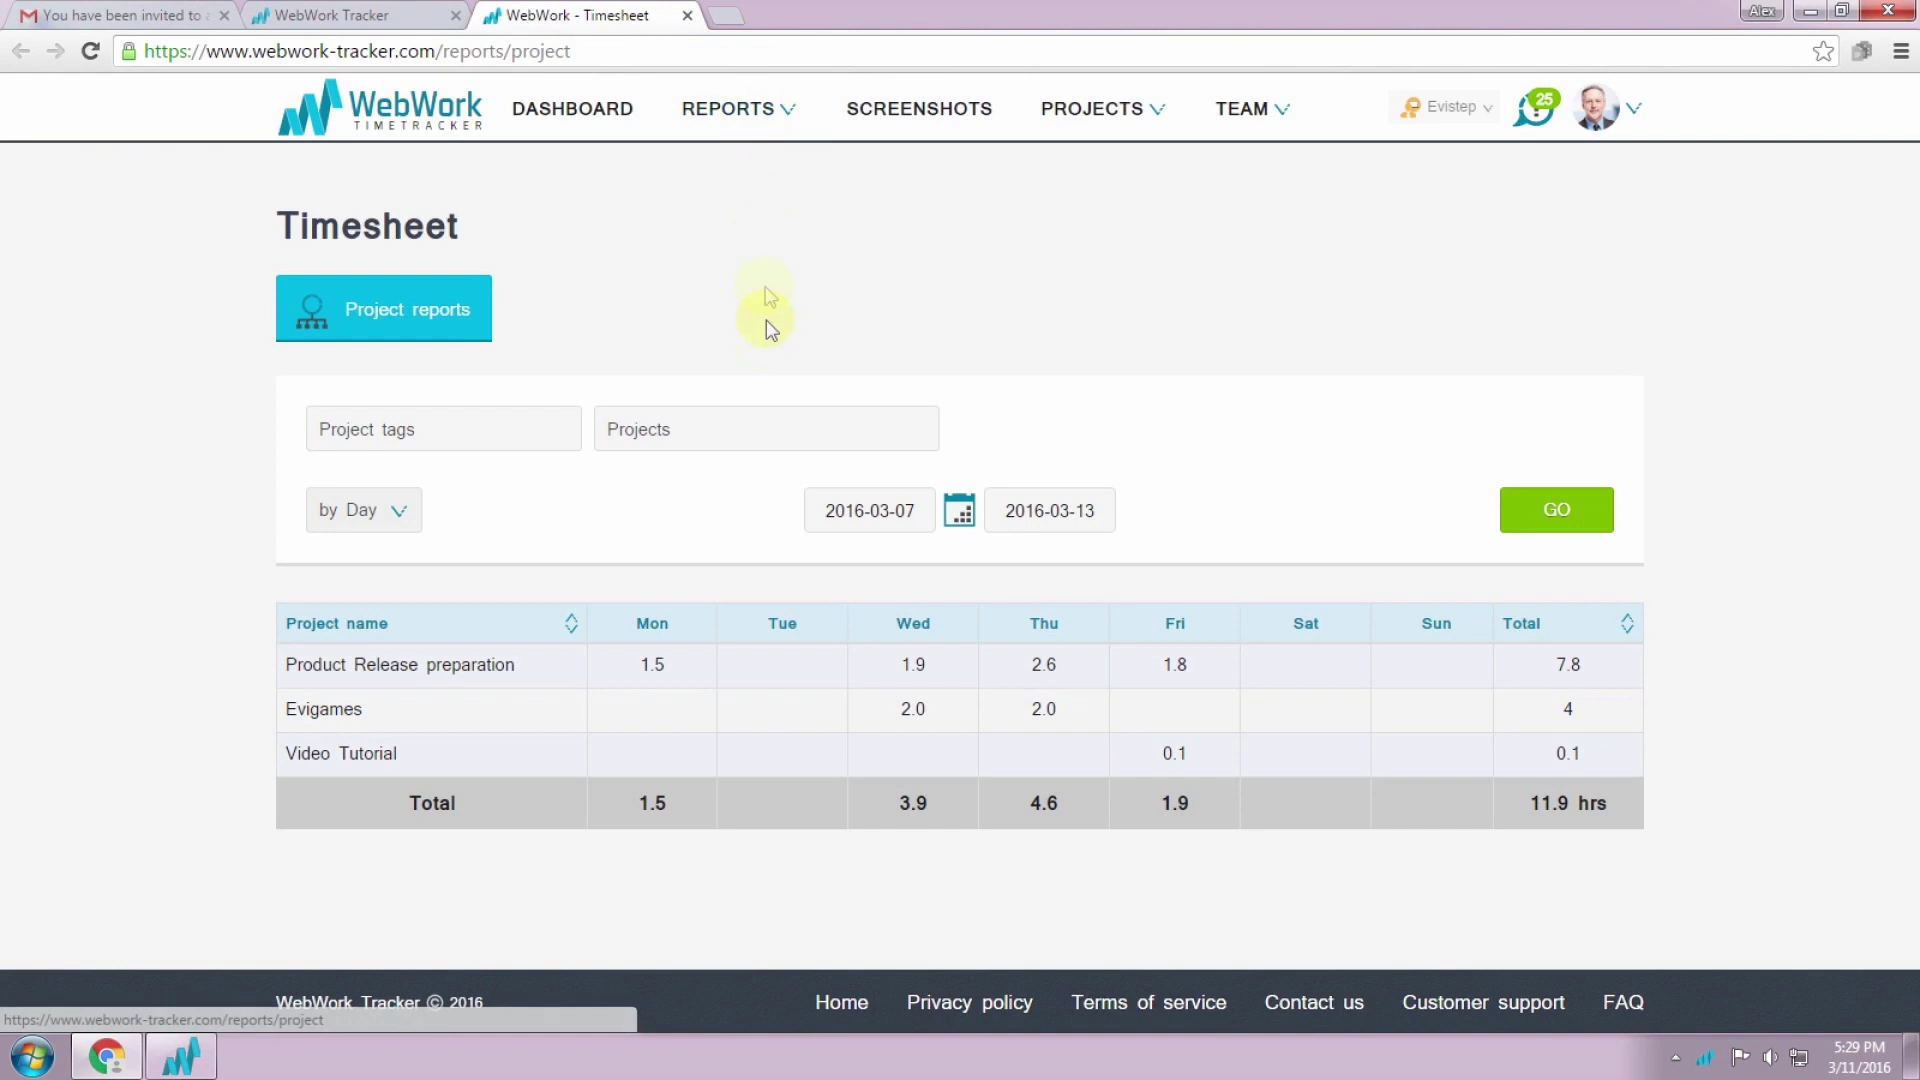 You have been invited to
WebWork Tracker
WebWork - Timesheet
Alex
https://www.webwork-tracker.com/reports/project
WebWork
TIMETRACKER
DASHBOARD
REPORTS
SCREENSHOTS
PROJECTS
TEAM
Evistep
25
Timesheet
Project reports
Project tags
Projects
by Day
2016-03-07
2016-03-13
GO
Project name Mon Tue Wed Thu Fri Sat Sun Total
Product Release preparation 1.5 1.9 2.6 1.8 7.8
Evigames 2.0 2.0 4
Video Tutorial 0.1 0.1
Total 1.5 3.9 4.6 1.9 11.9 hrs
WebWork Tracker © 2016
Home Privacy policy Terms of service Contact us Customer support FAQ
https://www.webwork-tracker.com/reports/project
5:29 PM
3/11/2016